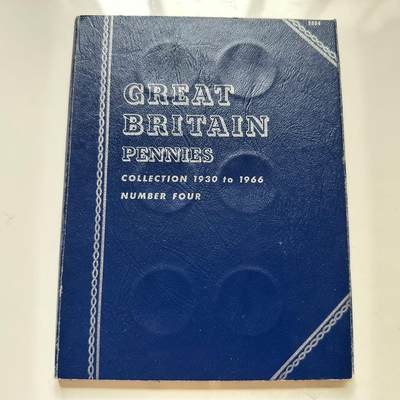 GREAT
BRITAIN
PENNIES
COLLECTION 1930 to 1966
NUMBER FOUR